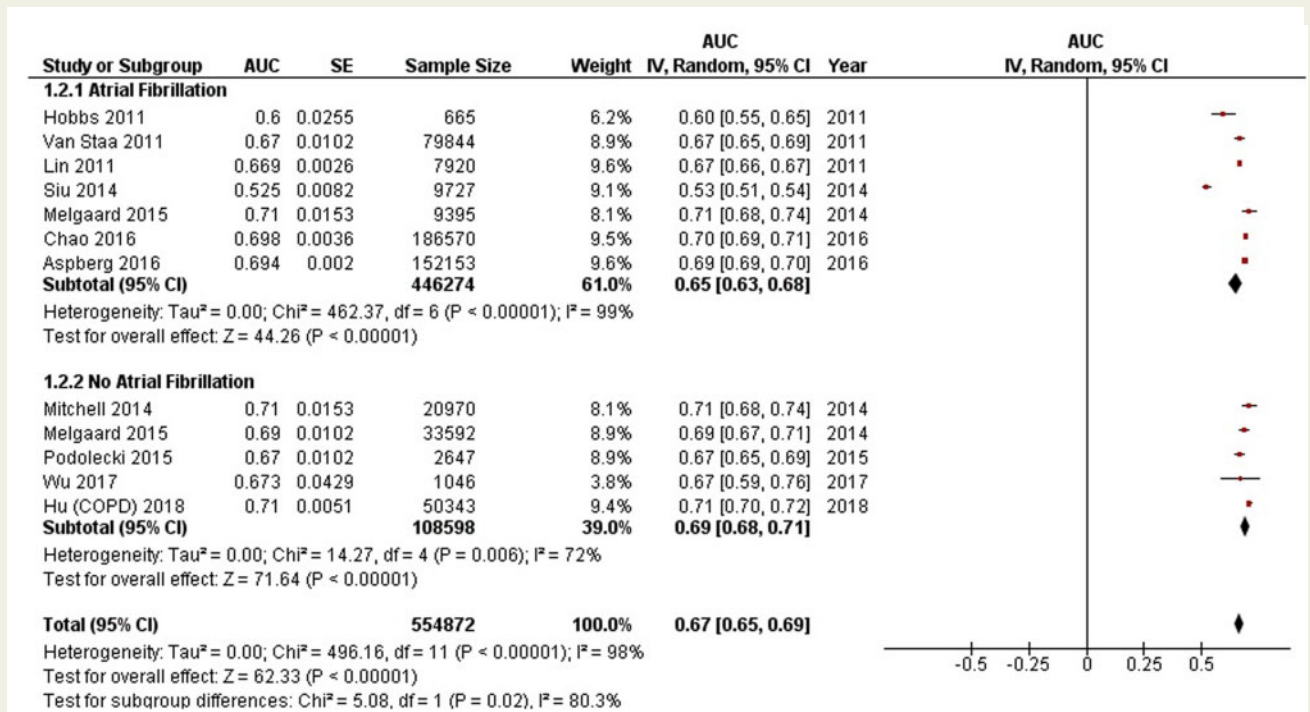 AUC AUC
Study or Subgroup AUC SE Sample Size Weight IV, Random, 95% CI Year IV, Random, 95% CI
1.2.1 Atrial Fibrillation
Hobbs 2011 0.6 0.0255 665 6.2% 0.60 [0.55, 0.65] 2011
Van Staa 2011 0.67 0.0102 79844 8.9% 0.67 [0.65, 0.69] 2011
Lin 2011 0.669 0.0026 7920 9.6% 0.67 [0.66, 0.67] 2011
Siu 2014 0.525 0.0082 9727 9.1% 0.53 [0.51, 0.54] 2014
Melgaard 2015 0.71 0.0153 9395 8.1% 0.71 [0.68, 0.74] 2014
Chao 2016 0.698 0.0036 186570 9.5% 0.70 [0.69, 0.71] 2016
Aspberg 2016 0.694 0.002 152153 9.6% 0.69 [0.69, 0.70] 2016
Subtotal (95% CI) 446274 61.0% 0.65 [0.63, 0.68]
Heterogeneity: Tau² = 0.00; Chi² = 462.37, df = 6 (P < 0.00001); I² = 99%
Test for overall effect: Z = 44.26 (P < 0.00001)
1.2.2 No Atrial Fibrillation
Mitchell 2014 0.71 0.0153 20970 8.1% 0.71 [0.68, 0.74] 2014
Melgaard 2015 0.69 0.0102 33592 8.9% 0.69 [0.67, 0.71] 2014
Podolecki 2015 0.67 0.0102 2647 8.9% 0.67 [0.65, 0.69] 2015
Wu 2017 0.673 0.0429 1046 3.8% 0.67 [0.59, 0.76] 2017
Hu (COPD) 2018 0.71 0.0051 50343 9.4% 0.71 [0.70, 0.72] 2018
Subtotal (95% CI) 108598 39.0% 0.69 [0.68, 0.71]
Heterogeneity: Tau² = 0.00; Chi² = 14.27, df = 4 (P = 0.006); I² = 72%
Test for overall effect: Z = 71.64 (P < 0.00001)
Total (95% CI) 554872 100.0% 0.67 [0.65, 0.69]
Heterogeneity: Tau² = 0.00; Chi² = 496.16, df = 11 (P < 0.00001); I² = 98%
-0.5 -0.25 0 0.25 0.5
Test for overall effect: Z = 62.33 (P < 0.00001)
Test for subgroup differences: Chi² = 5.08, df = 1 (P = 0.02), I² = 80.3%